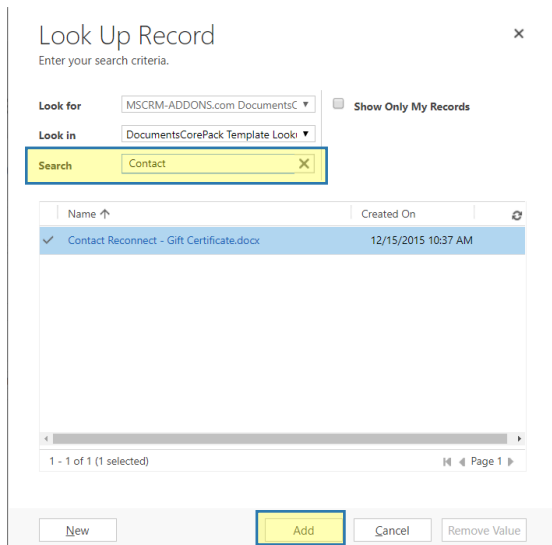 Look Up Record
Enter your search criteria.
Look for MSCRM-ADDONS.com DocumentsC Show Only My Records
Look in DocumentsCorePack Template Looku
Search Contact
Name Created On
Contact Reconnect - Gift Certificate.docx 12/15/2015 10:37 AM
1 - 1 of 1 (1 selected) Page 1
New Add Cancel Remove Value